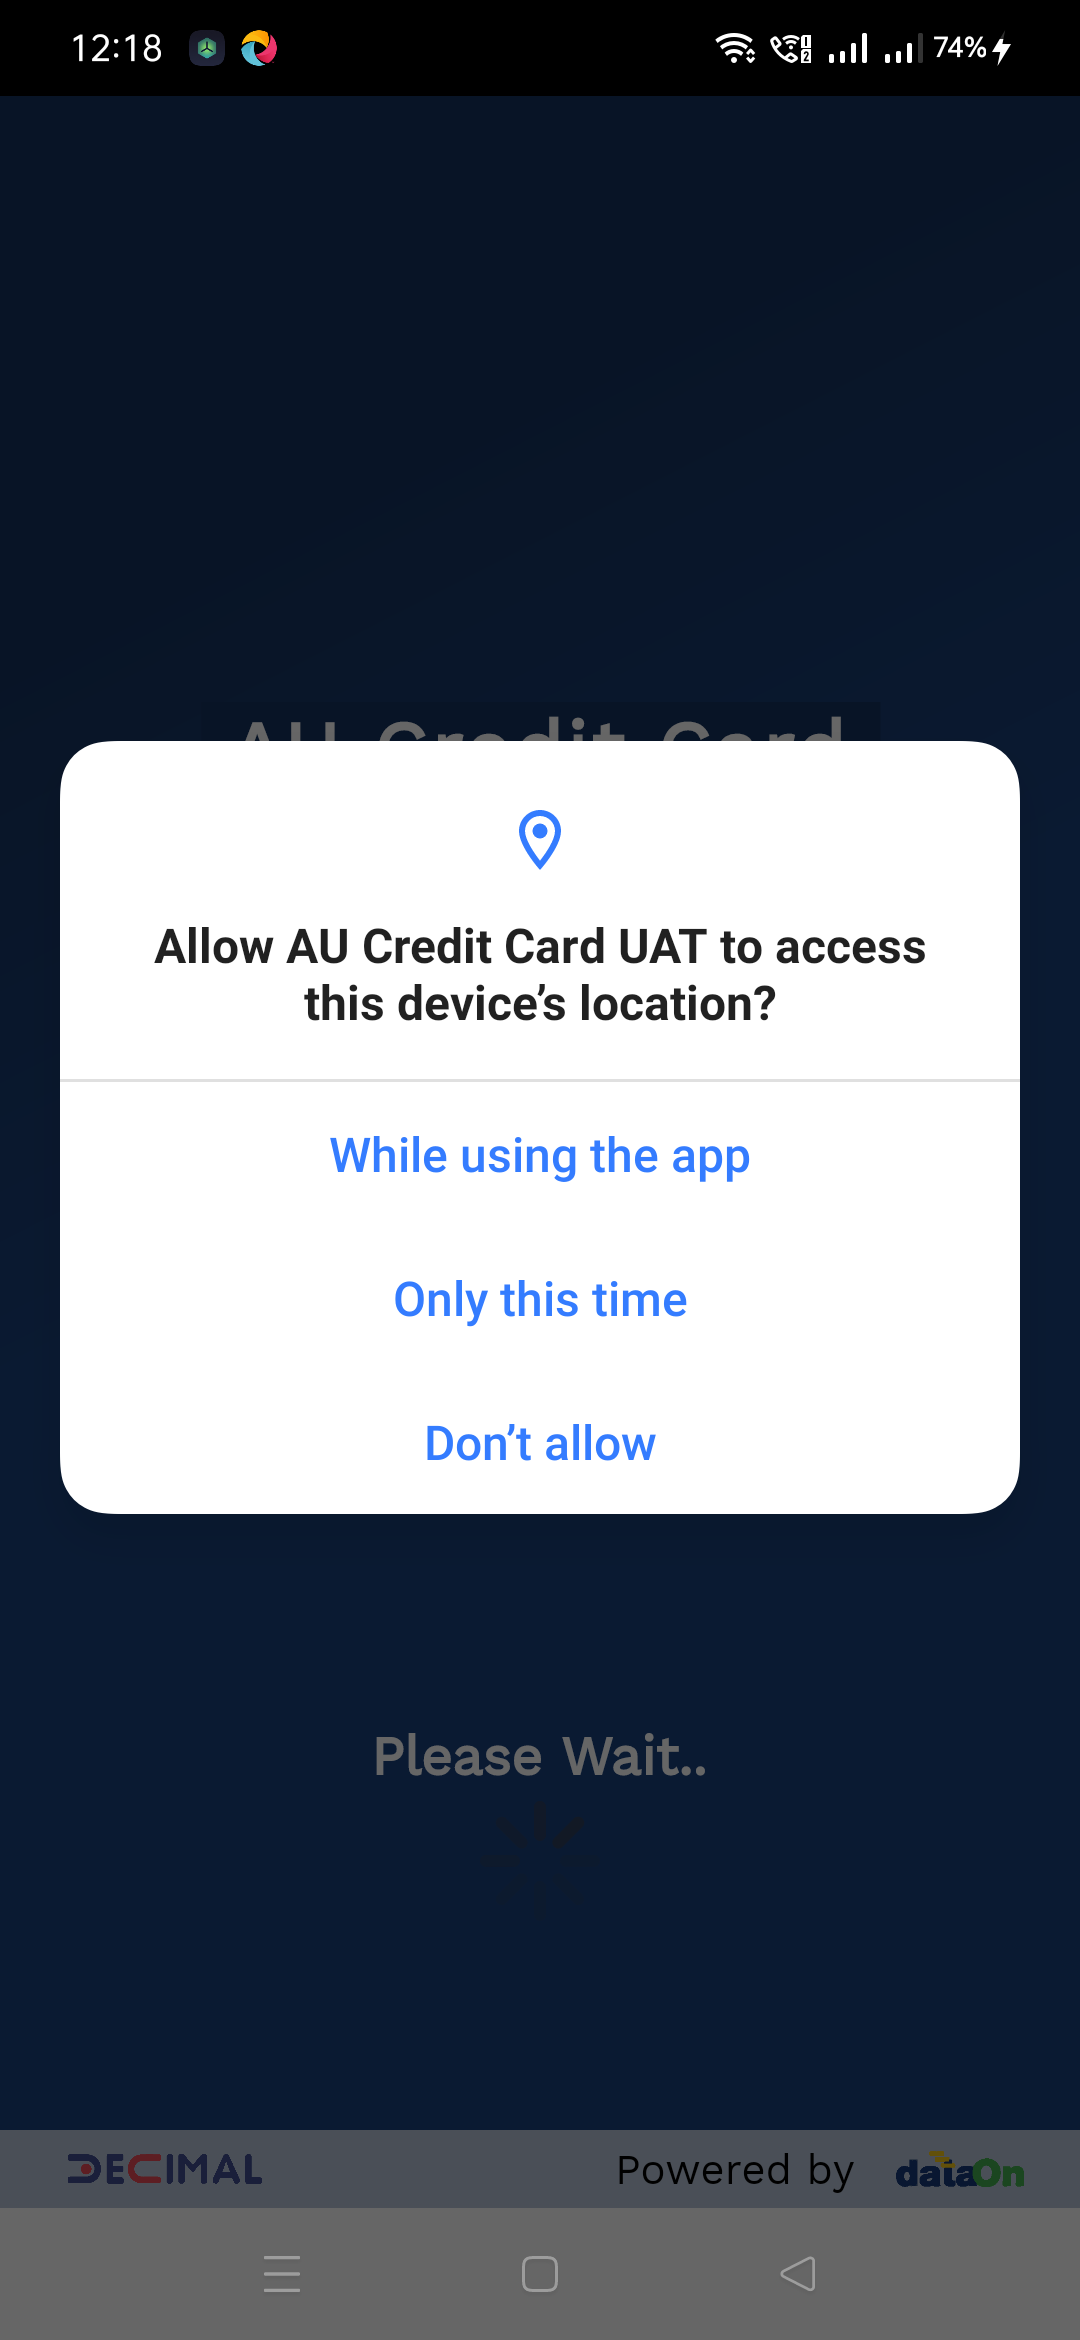 12:18
74%
AU Credit Card
Allow AU Credit Card UAT to access
this device's location?
While using the app
Only this time
Don't allow
Please Wait..
DECIMAL
Powered by
dataOn